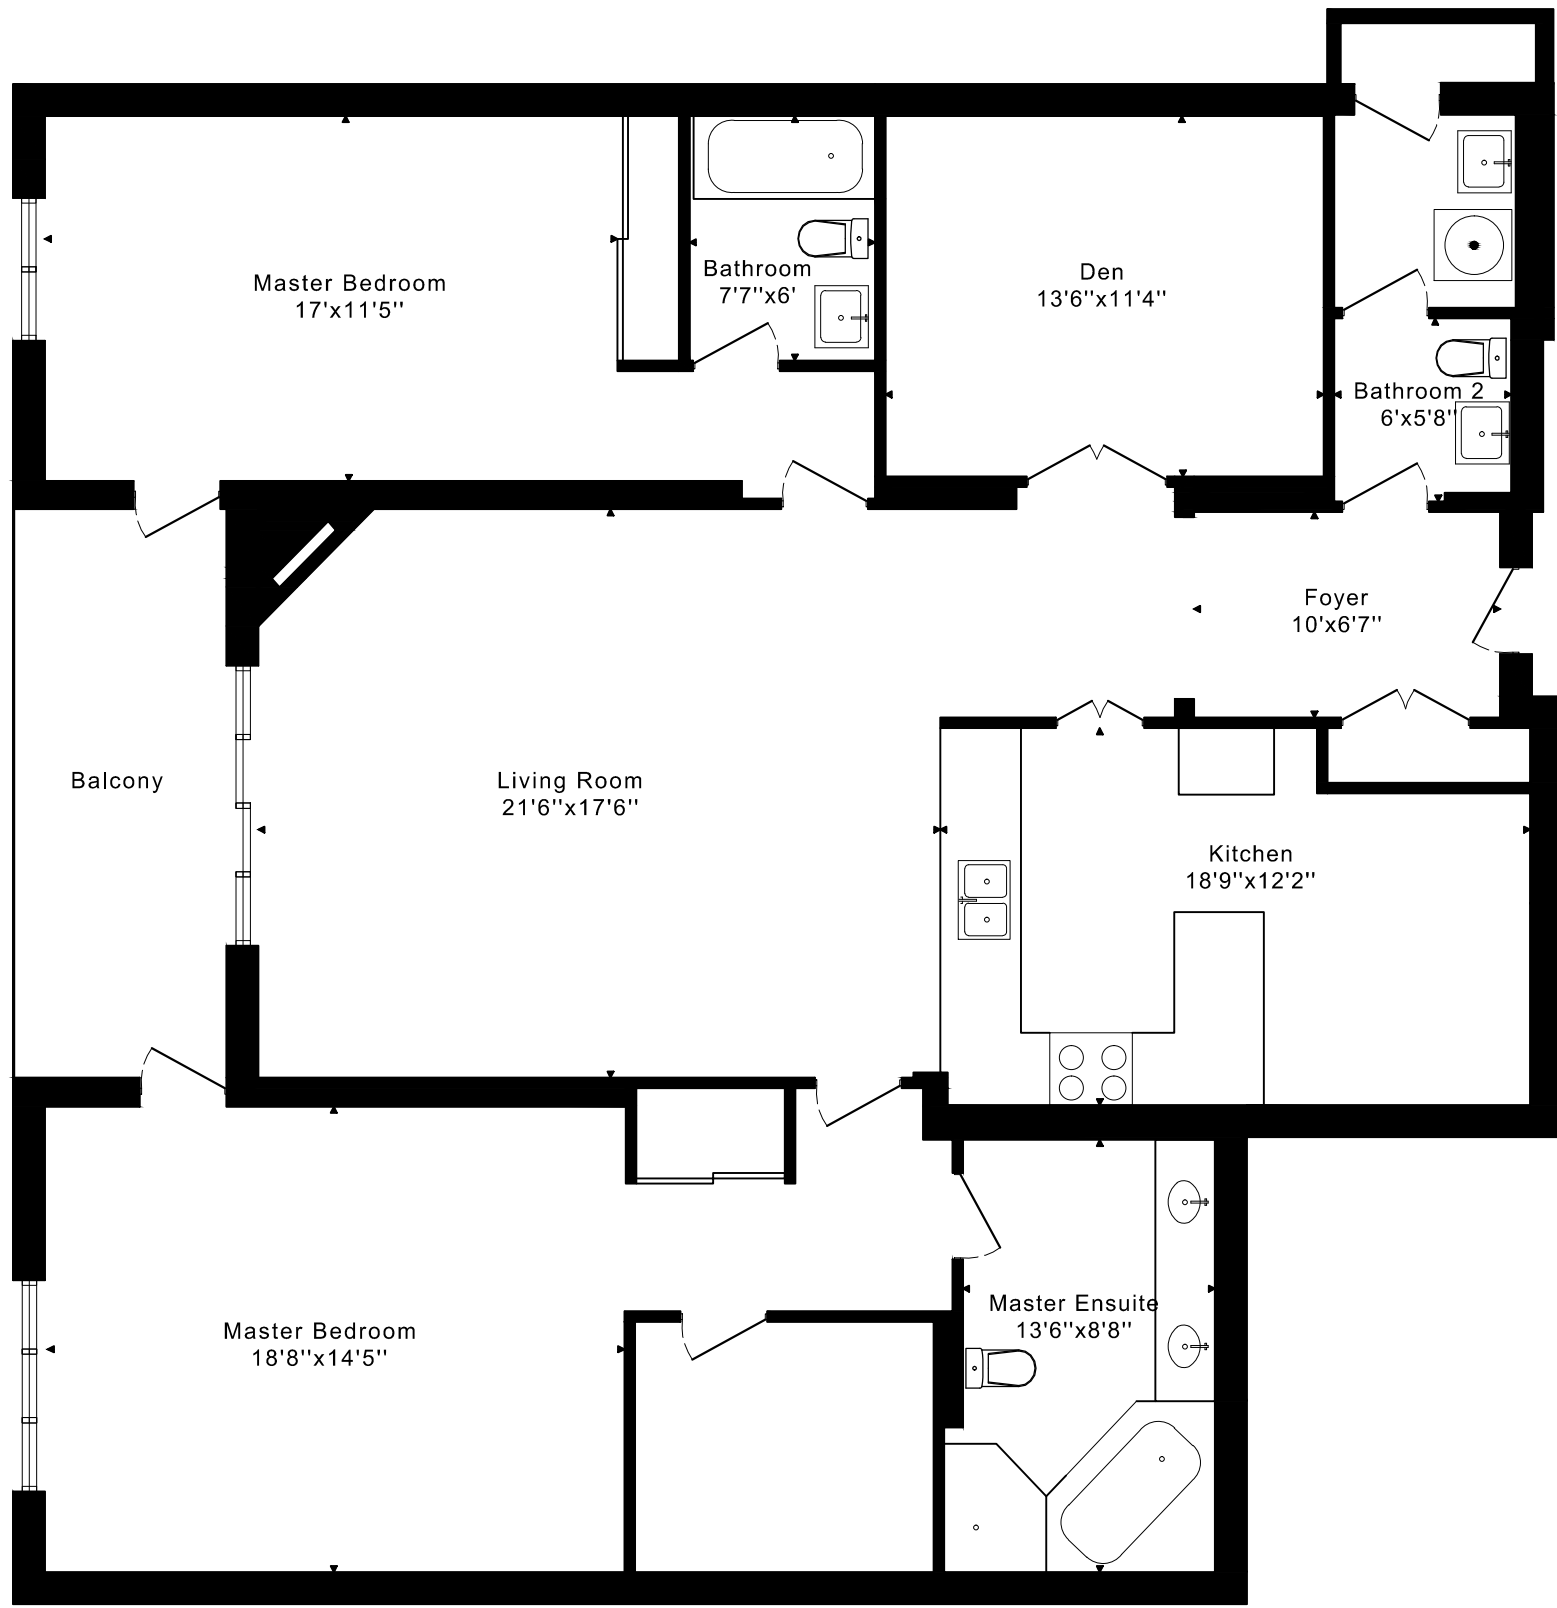 Master Bedroom
17'x11'5''
Bathroom
7'7''x6'
Den
13'6''x11'4''
Bathroom 2
6'x5'8''
Foyer
10'x6'7''
Balcony
Living Room
21'6''x17'6''
Kitchen
18'9''x12'2''
Master Bedroom
18'8''x14'5''
Master Ensuite
13'6''x8'8''